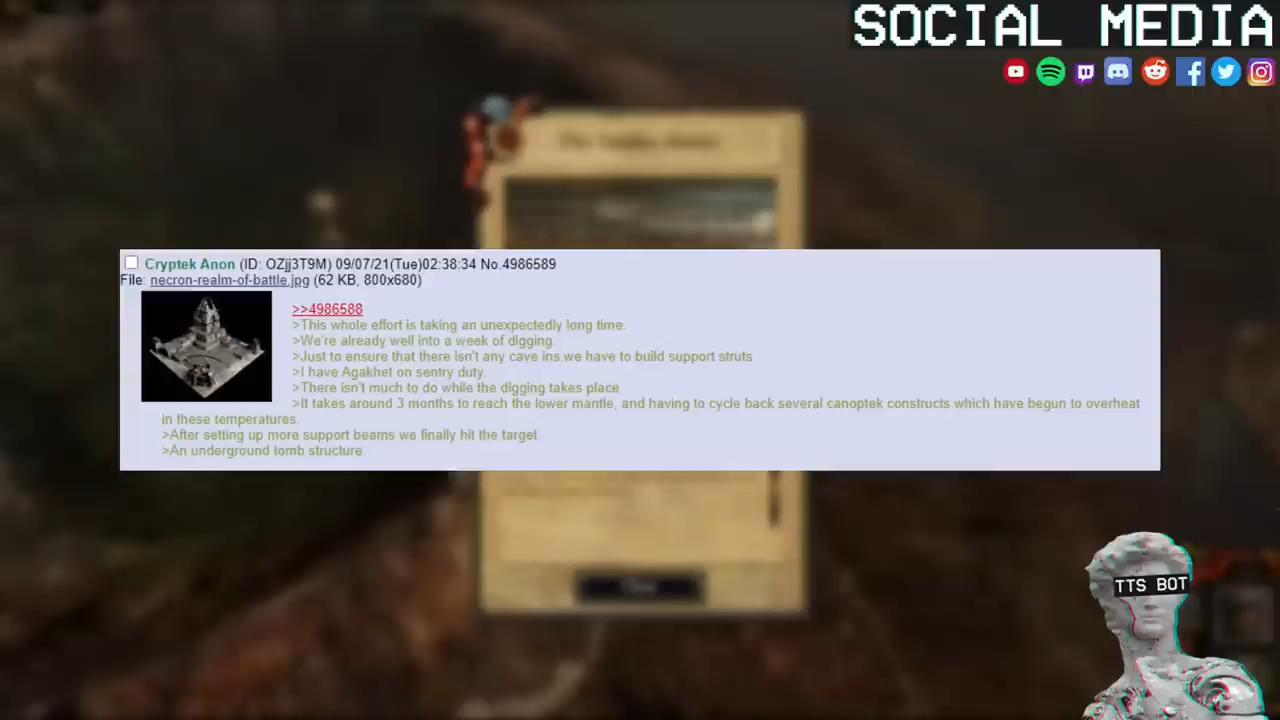 SOCIAL MEDIA
Cryptek Anon (ID: OZjj3T9M) 09/07/21(Tue)02:38:34 No.4986589
File: necron-realm-of-battle.jpg (62 KB, 800x680)
>>4986588
>This whole effort is taking an unexpectedly long time.
>We're already well into a week of digging.
>Just to ensure that there isn't any cave ins we have to build support struts
>I have Agakhet on sentry duty.
>There isn't much to do while the digging takes place
>It takes around 3 months to reach the lower mantle, and having to cycle back several canoptek constructs which have begun to overheat
in these temperatures.
>After setting up more support beams we finally hit the target
>An underground tomb structure.
TTS BOT